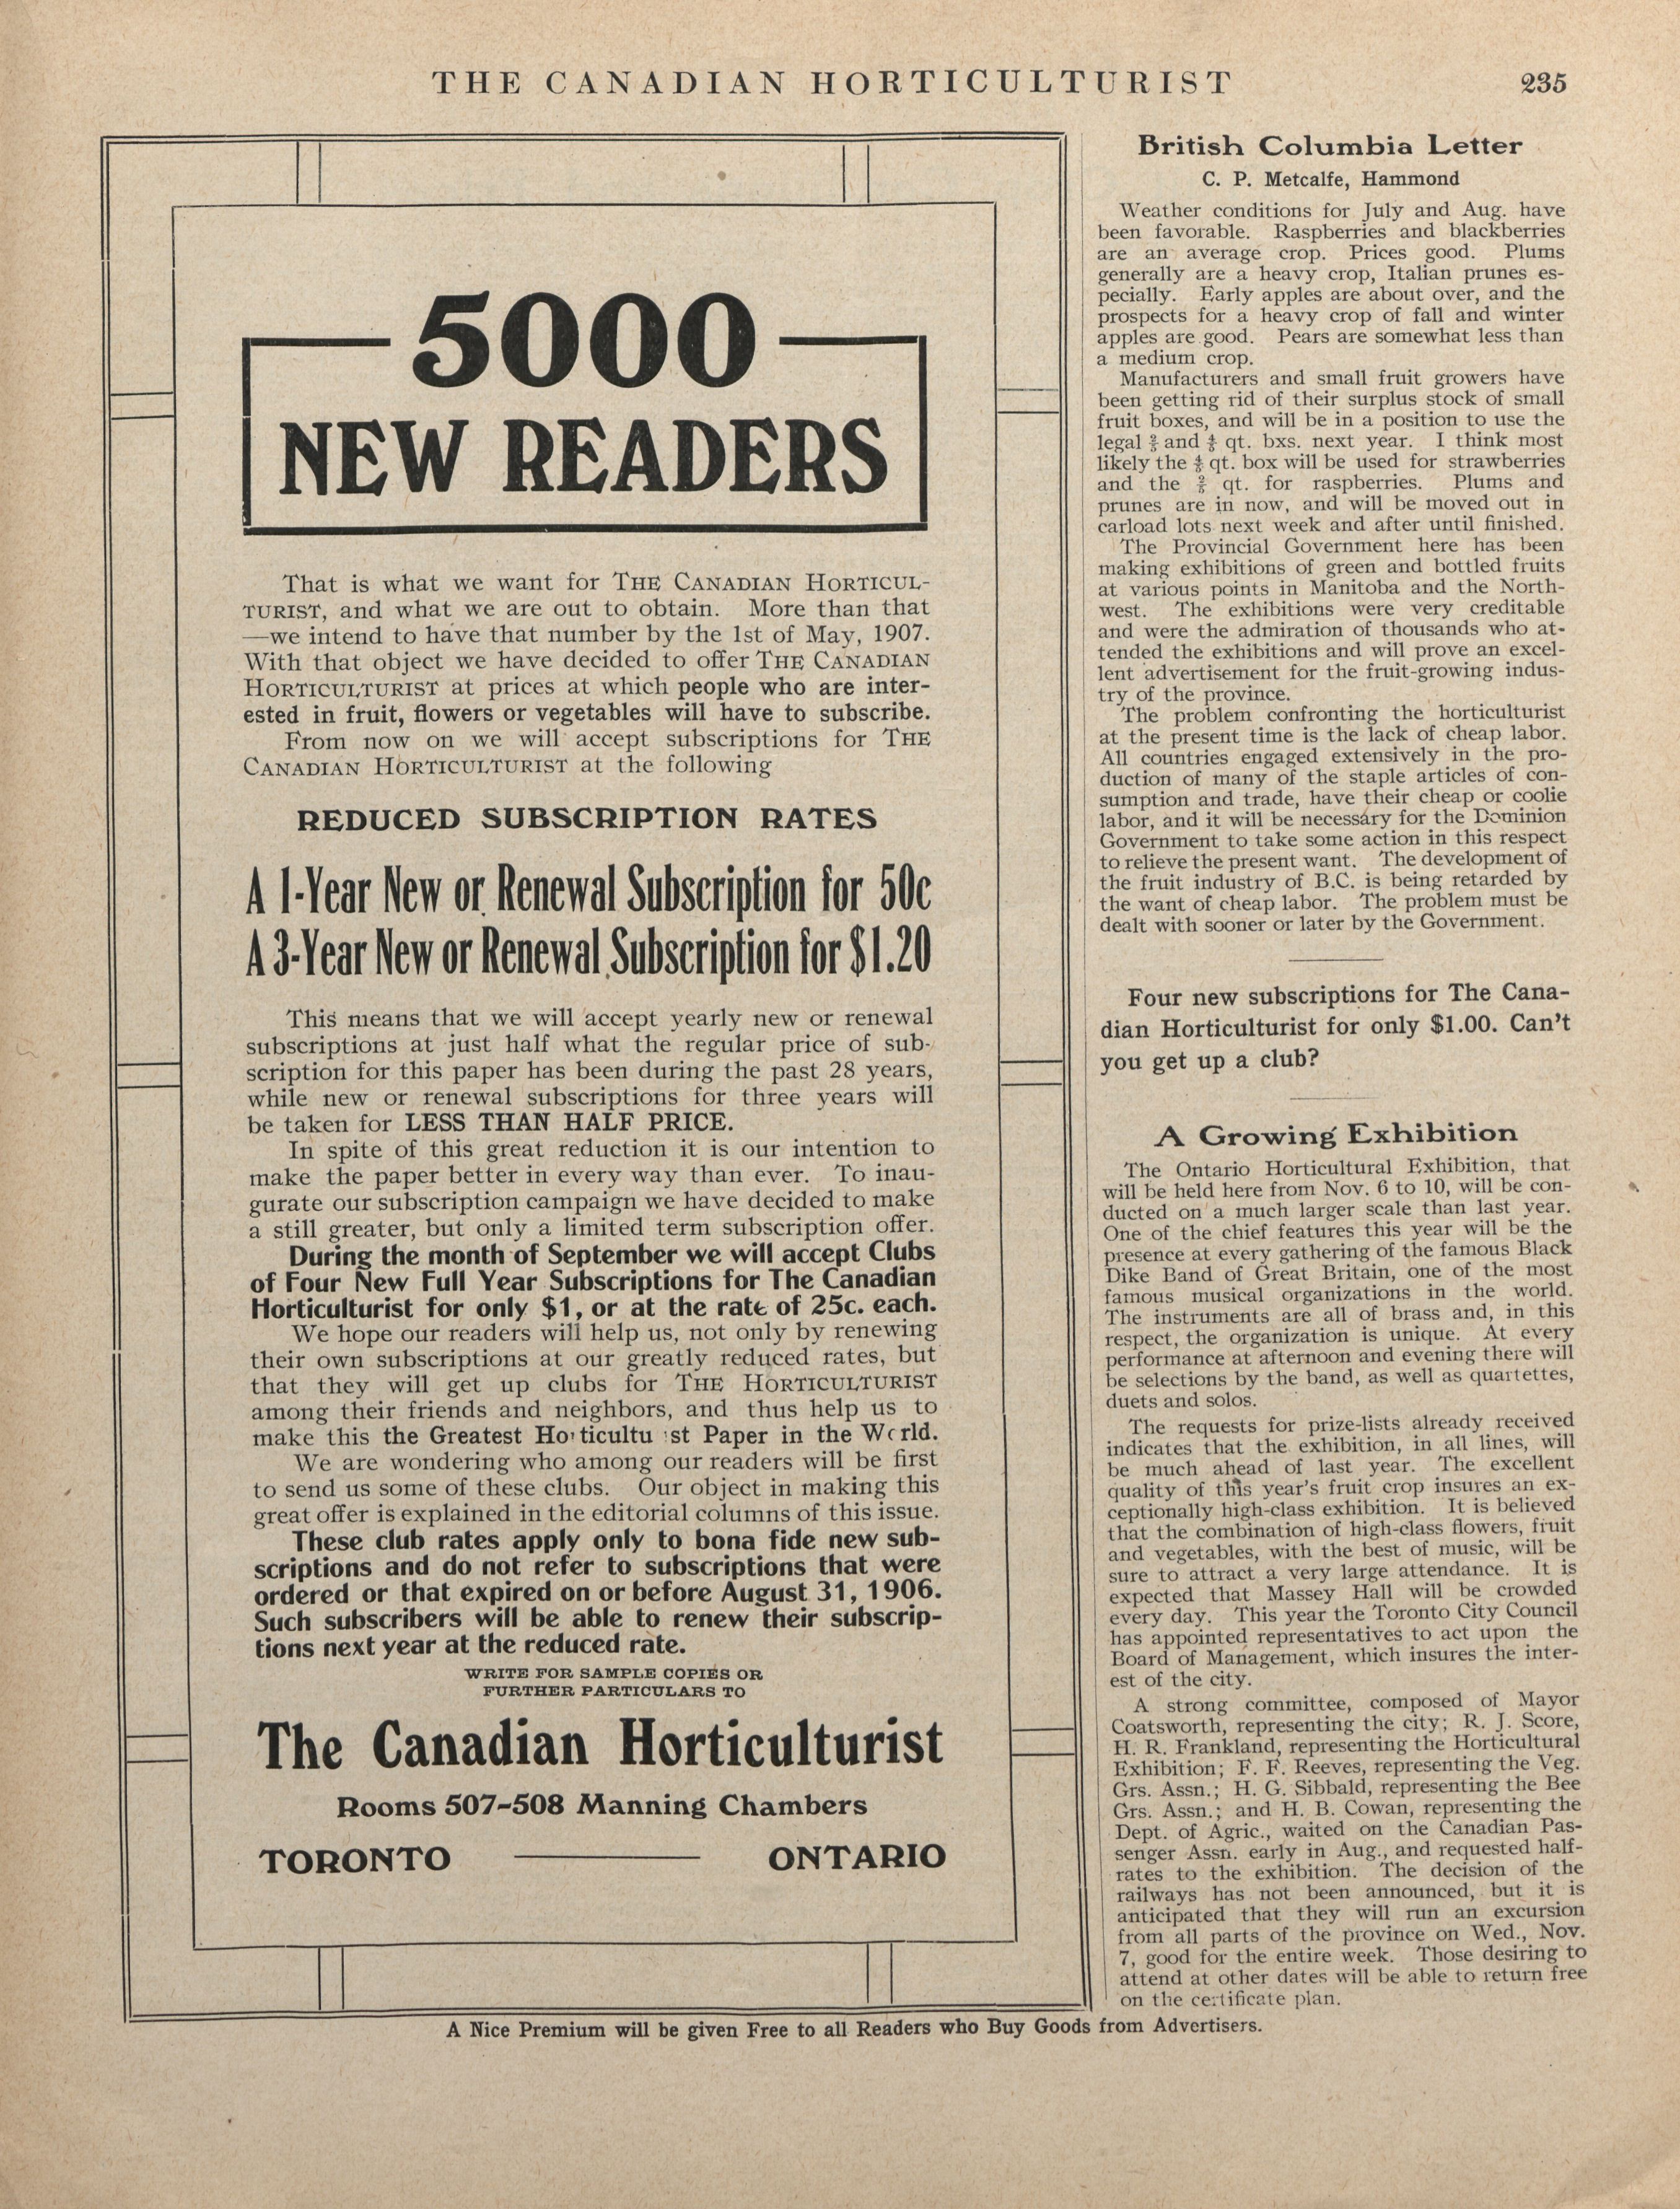 THE CANADIAN HORTICULTURIST 235
5000
NEW READERS
That is what we want for THE CANADIAN HORTICUL-
TURIST, and what we are out to obtain. More than that
—we intend to have that number by the 1st of May, 1907.
With that object we have decided to offer THE CANADIAN
HORTICULTURIST at prices at which people who are inter-
ested in fruit, flowers or vegetables will have to subscribe.
From now on we will accept subscriptions for THE
CANADIAN HORTICULTURIST at the following
REDUCED SUBSCRIPTION RATES
A 1-Year New or Renewal Subscription for 50c
A 3-Year New or Renewal Subscription for $1.20
This means that we will accept yearly new or renewal
subscriptions at just half what the regular price of sub-
scription for this paper has been during the past 28 years,
while new or renewal subscriptions for three years will
be taken for LESS THAN HALF PRICE.
In spite of this great reduction it is our intention to
make the paper better in every way than ever. To inau-
gurate our subscription campaign we have decided to make
a still greater, but only a limited term subscription offer.
During the month of September we will accept Clubs
of Four New Full Year Subscriptions for The Canadian
Horticulturist for only $1, or at the rate of 25c. each.
We hope our readers will help us, not only by renewing
their own subscriptions at our greatly reduced rates, but
that they will get up clubs for THE HORTICULTURIST
among their friends and neighbors, and thus help us to
make this the Greatest Horticultu st Paper in the World.
We are wondering who among our readers will be first
to send us some of these clubs. Our object in making this
great offer is explained in the editorial columns of this issue.
These club rates apply only to bona fide new sub-
scriptions and do not refer to subscriptions that were
ordered or that expired on or before August 31, 1906.
Such subscribers will be able to renew their subscrip-
tions next year at the reduced rate.
WRITE FOR SAMPLE COPIES OR
FURTHER PARTICULARS TO
The Canadian Horticulturist
Rooms 507-508 Manning Chambers
TORONTO ONTARIO
British Columbia Letter
C. P. Metcalfe, Hammond
Weather conditions for July and Aug. have
been favorable. Raspberries and blackberries
are an average crop. Prices good. Plums
generally are a heavy crop, Italian prunes es-
pecially. Early apples are about over, and the
prospects for a heavy crop of fall and winter
apples are good. Pears are somewhat less than
a medium crop.
Manufacturers and small fruit growers have
been getting rid of their surplus stock of small
fruit boxes, and will be in a position to use the
legal ⅖ and ⅘ qt. bxs. next year. I think most
likely the ⅘ qt. box will be used for strawberries
and the ⅖ qt. for raspberries. Plums and
prunes are in now, and will be moved out in
carload lots next week and after until finished.
The Provincial Government here has been
making exhibitions of green and bottled fruits
at various points in Manitoba and the North-
west. The exhibitions were very creditable
and were the admiration of thousands who at-
tended the exhibitions and will prove an excel-
lent advertisement for the fruit-growing indus-
try of the province.
The problem confronting the horticulturist
at the present time is the lack of cheap labor.
All countries engaged extensively in the pro-
duction of many of the staple articles of con-
sumption and trade, have their cheap or coolie
labor, and it will be necessary for the Dominion
Government to take some action in this respect
to relieve the present want. The development of
the fruit industry of B.C. is being retarded by
the want of cheap labor. The problem must be
dealt with sooner or later by the Government.
Four new subscriptions for The Cana-
dian Horticulturist for only $1.00. Can't
you get up a club?
A Growing Exhibition
The Ontario Horticultural Exhibition, that
will be held here from Nov. 6 to 10, will be con-
ducted on a much larger scale than last year.
One of the chief features this year will be the
presence at every gathering of the famous Black
Dike Band of Great Britain, one of the most
famous musical organizations in the world.
The instruments are all of brass and, in this
respect, the organization is unique. At every
performance at afternoon and evening there will
be selections by the band, as well as quartettes,
duets and solos.
The requests for prize-lists already received
indicates that the exhibition, in all lines, will
be much ahead of last year. The excellent
quality of this year's fruit crop insures an ex-
ceptionally high-class exhibition. It is believed
that the combination of high-class flowers, fruit
and vegetables, with the best of music, will be
sure to attract a very large attendance. It is
expected that Massey Hall will be crowded
every day. This year the Toronto City Council
has appointed representatives to act upon the
Board of Management, which insures the inter-
est of the city.
A strong committee, composed of Mayor
Coatsworth, representing the city; R. J. Score,
H. R. Frankland, representing the Horticultural
Exhibition; F. F. Reeves, representing the Veg.
Grs. Assn.; H. G. Sibbald, representing the Bee
Grs. Assn.; and H. B. Cowan, representing the
Dept. of Agric., waited on the Canadian Pas-
senger Assn. early in Aug., and requested half-
rates to the exhibition. The decision of the
railways has not been announced, but it is
anticipated that they will run an excursion
from all parts of the province on Wed., Nov.
7, good for the entire week. Those desiring to
attend at other dates will be able to return free
on the certificate plan.
A Nice Premium will be given Free to all Readers who Buy Goods from Advertisers.